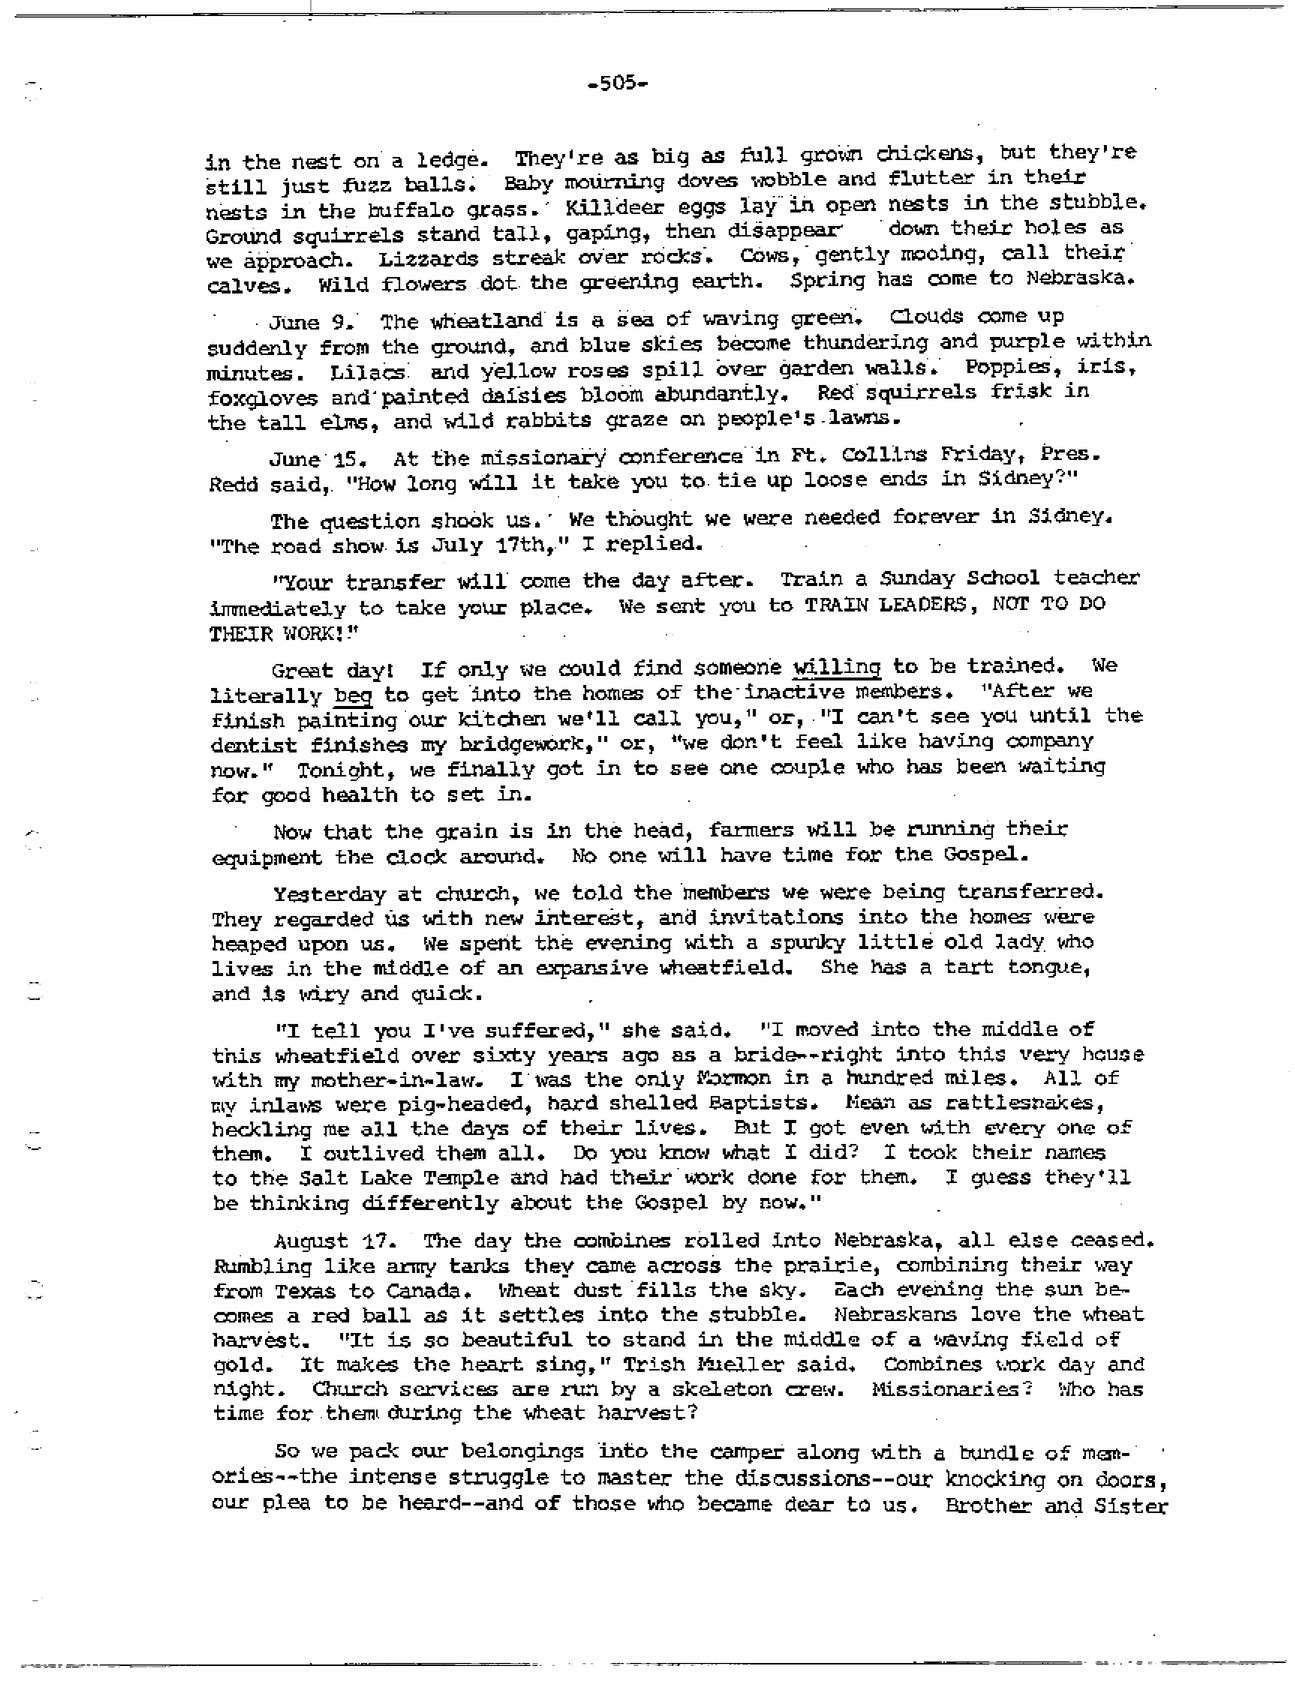 -505-
in the nest on a ledge. They're as big as full grown chickens, but they're
still just fuzz balls. Baby mourning doves wobble and flutter in their
nests in the buffalo grass. Killdeer eggs lay in open nests in the stubble.
Ground squirrels stand tall, gaping, then disappear down their holes as
we approach. Lizzards streak over rocks. Cows, gently mooing, call their
calves. Wild flowers dot the greening earth. Spring has come to Nebraska.
June 9. The wheatland is a sea of waving green. Clouds come up
suddenly from the ground, and blue skies become thundering and purple within
minutes. Lilacs and yellow roses spill over garden walls. Poppies, iris,
foxgloves and painted daisies bloom abundantly. Red squirrels frisk in
the tall elms, and wild rabbits graze on people's lawns.
June 15. At the missionary conference in Ft. Collins Friday, Pres.
Redd said, "How long will it take you to tie up loose ends in Sidney?"
The question shook us. We thought we were needed forever in Sidney.
"The road show is July 17th," I replied.
"Your transfer will come the day after. Train a Sunday School teacher
immediately to take your place. We sent you to TRAIN LEADERS, NOT TO DO
THEIR WORK!"
Great day! If only we could find someone willing to be trained. We
literally beg to get into the homes of the inactive members. "After we
finish painting our kitchen we'll call you," or, "I can't see you until the
dentist finishes my bridgework," or, "we don't feel like having company
now." Tonight, we finally got in to see one couple who has been waiting
for good health to set in.
Now that the grain is in the head, farmers will be running their
equipment the clock around. No one will have time for the Gospel.
Yesterday at church, we told the members we were being transferred.
They regarded us with new interest, and invitations into the homes were
heaped upon us. We spent the evening with a spunky little old lady who
lives in the middle of an expansive wheatfield. She has a tart tongue,
and is wiry and quick.
"I tell you I've suffered," she said. "I moved into the middle of
this wheatfield over sixty years ago as a bride--right into this very house
with my mother-in-law. I was the only Mormon in a hundred miles. All of
my inlaws were pig-headed, hard shelled Baptists. Mean as rattlesnakes,
heckling me all the days of their lives. But I got even with every one of
them. I outlived them all. Do you know what I did? I took their names
to the Salt Lake Temple and had their work done for them. I guess they'll
be thinking differently about the Gospel by now."
August 17. The day the combines rolled into Nebraska, all else ceased.
Rumbling like army tanks they came across the prairie, combining their way
from Texas to Canada. Wheat dust fills the sky. Each evening the sun be-
comes a red ball as it settles into the stubble. Nebraskans love the wheat
harvest. "It is so beautiful to stand in the middle of a waving field of
gold. It makes the heart sing," Trish Mueller said. Combines work day and
night. Church services are run by a skeleton crew. Missionaries? Who has
time for them during the wheat harvest?
So we pack our belongings into the camper along with a bundle of mem-
ories--the intense struggle to master the discussions--our knocking on doors,
our plea to be heard--and of those who became dear to us. Brother and Sister